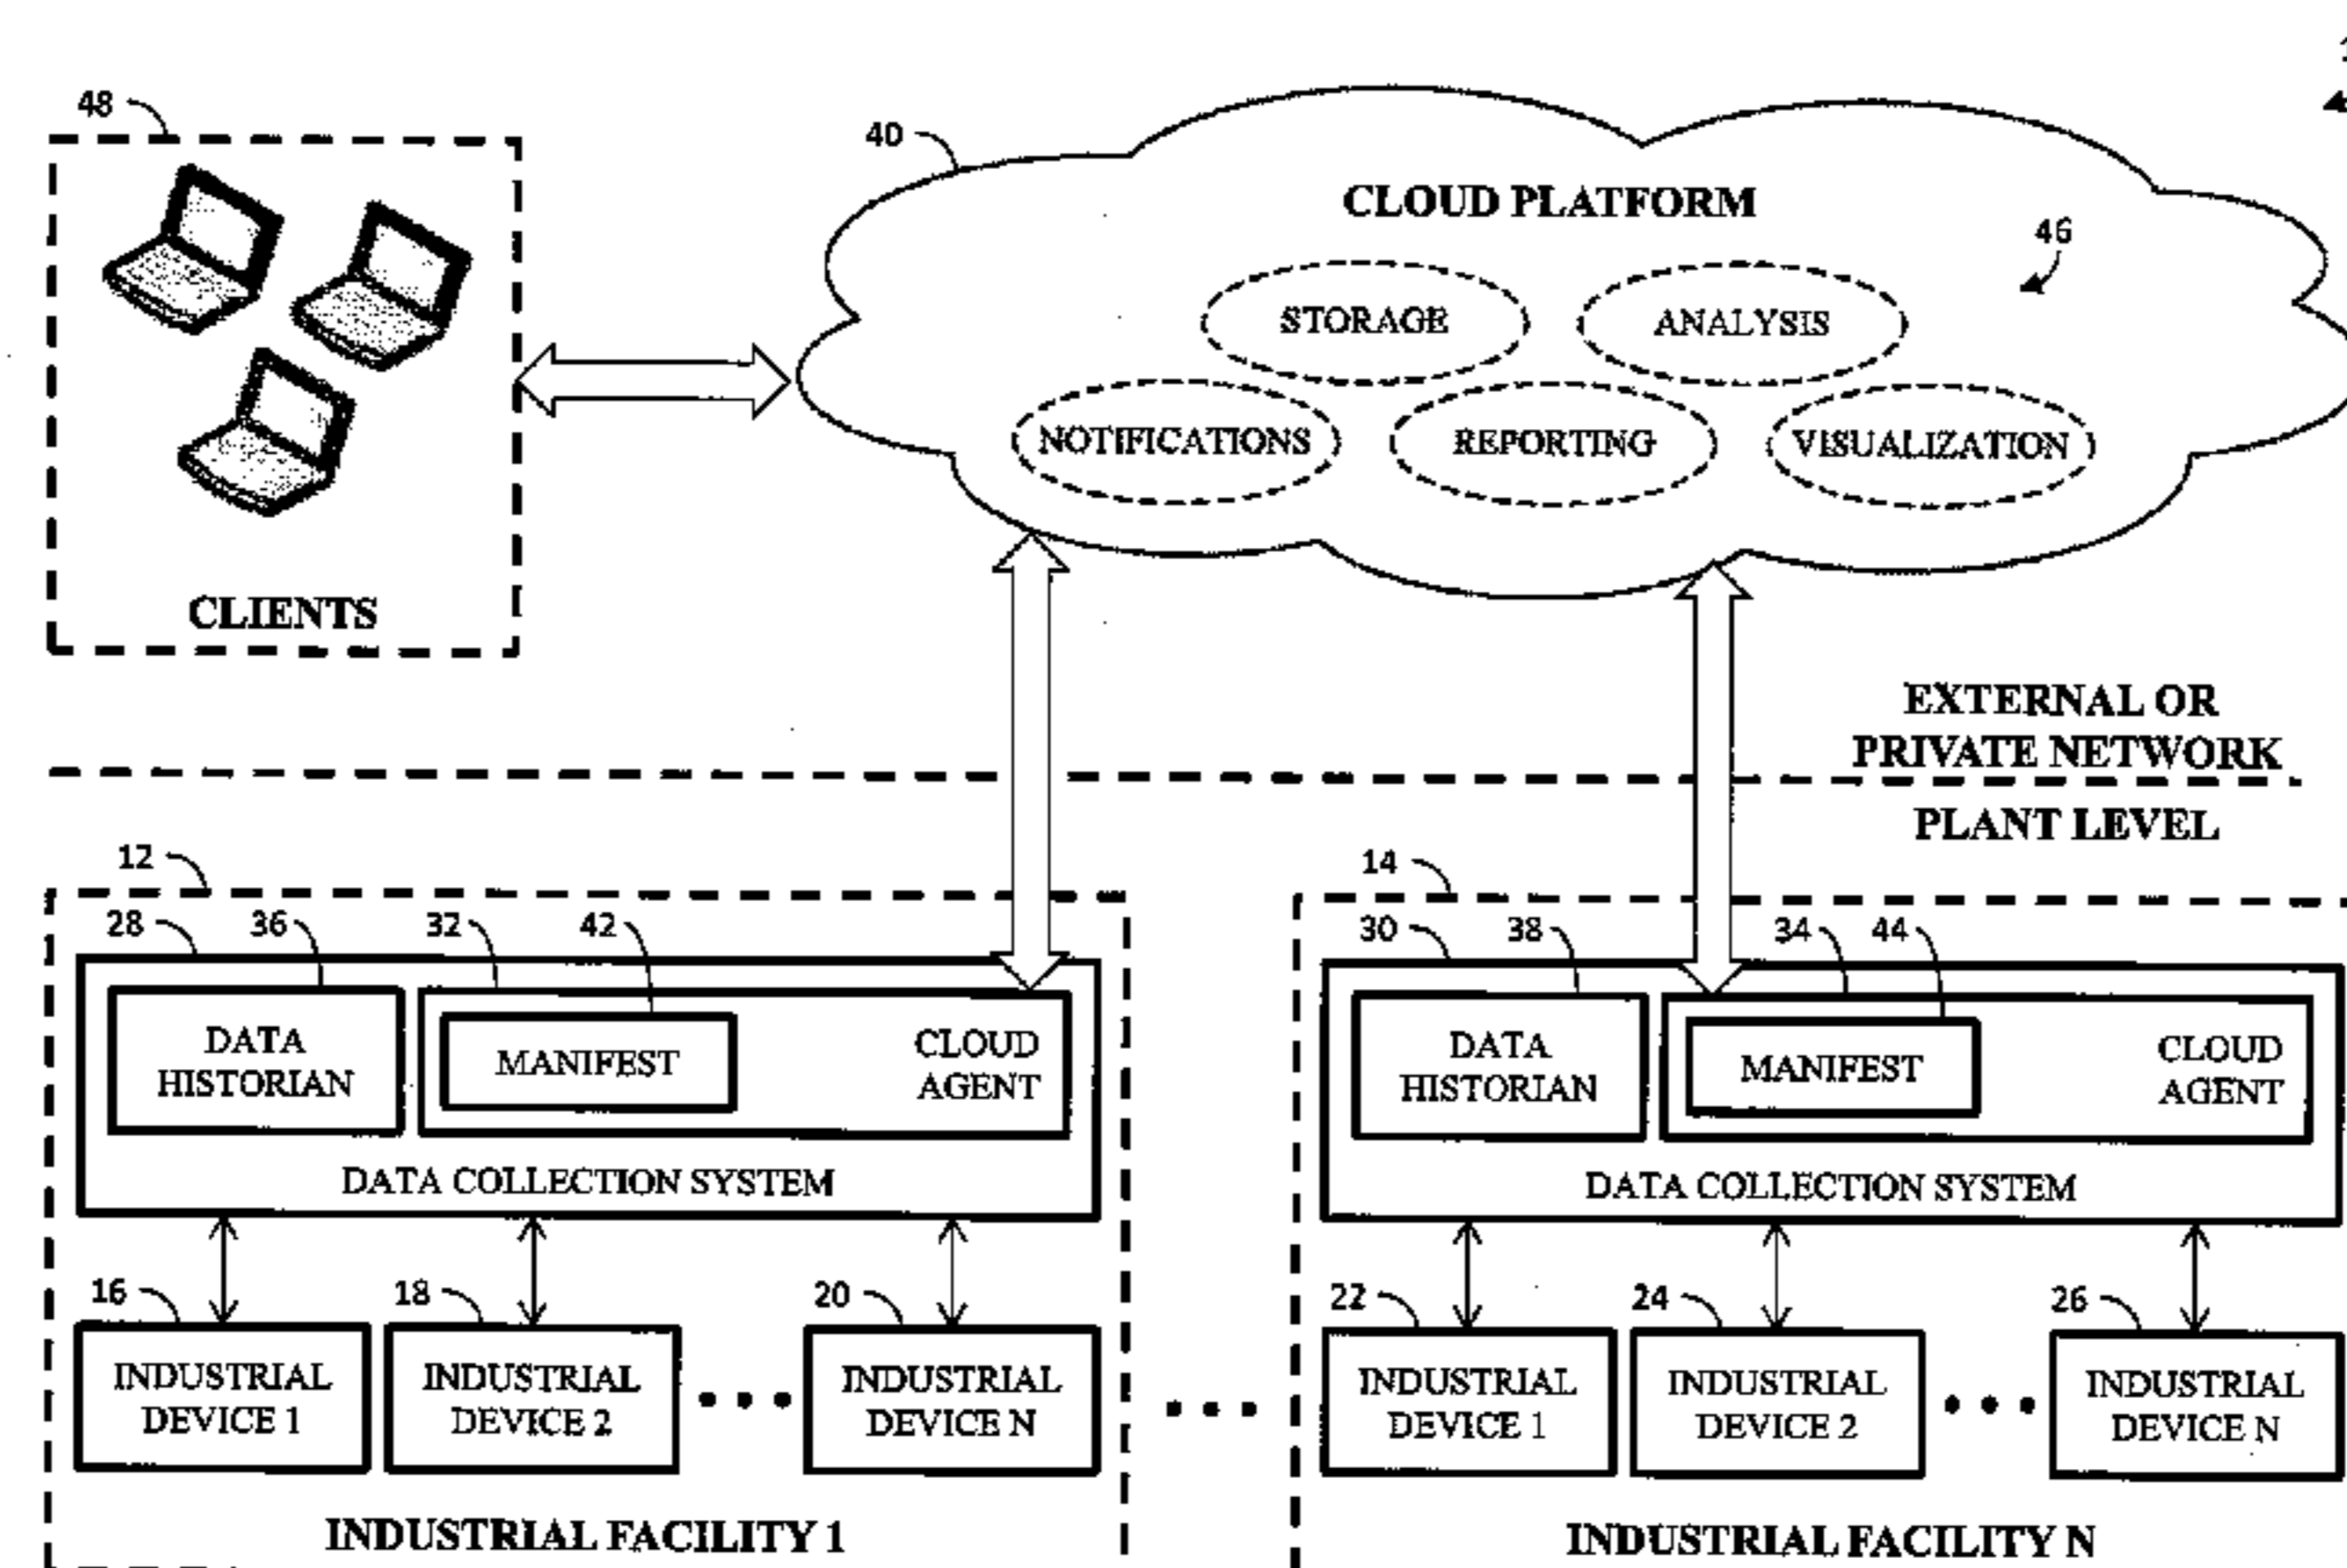 48
40
CLOUD PLATFORM
46
STORAGE
ANALYSIS
NOTIFICATIONS
REPORTING
VISUALIZATION
CLIENTS
EXTERNAL OR
PRIVATE NETWORK
PLANT LEVEL
12
28
36
32
42
DATA
HISTORIAN
MANIFEST
CLOUD
AGENT
DATA COLLECTION SYSTEM
16
18
20
INDUSTRIAL
DEVICE 1
INDUSTRIAL
DEVICE 2
INDUSTRIAL
DEVICE N
INDUSTRIAL FACILITY 1
14
30
38
34
44
DATA
HISTORIAN
MANIFEST
CLOUD
AGENT
DATA COLLECTION SYSTEM
22
24
26
INDUSTRIAL
DEVICE 1
INDUSTRIAL
DEVICE 2
INDUSTRIAL
DEVICE N
INDUSTRIAL FACILITY N